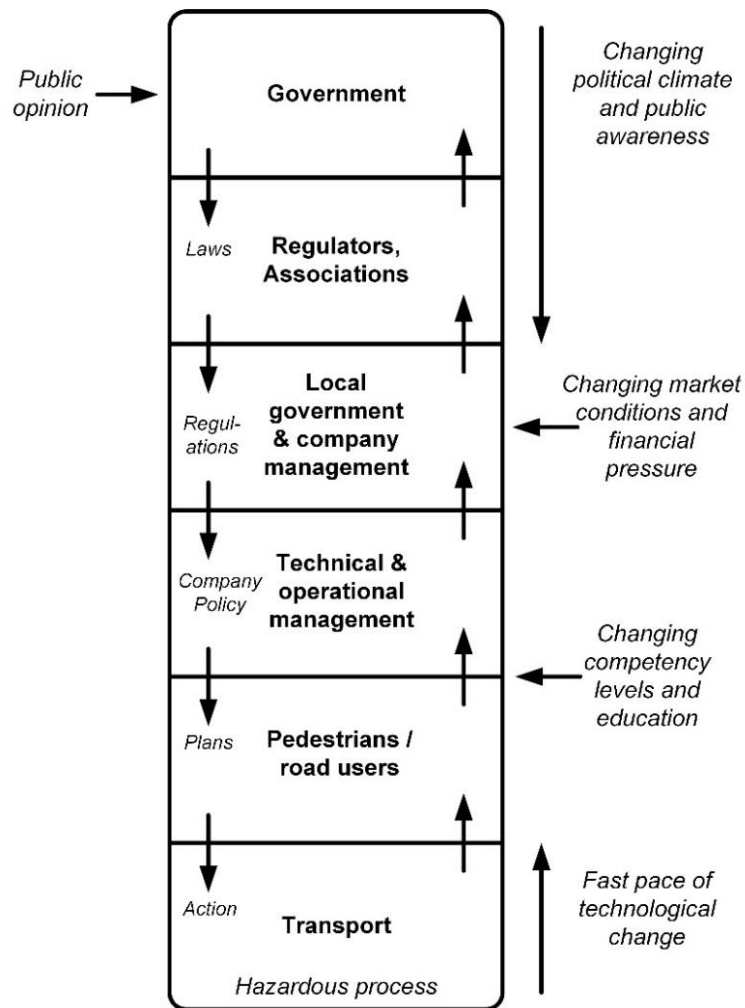 Public
opinion
Government
Changing
political climate
and public
awareness
Laws
Regulators,
Associations
Regul-
ations
Local
government
& company
management
Changing market
conditions and
financial
pressure
Company
Policy
Technical &
operational
management
Changing
competency
levels and
education
Plans
Pedestrians /
road users
Action
Transport
Hazardous process
Fast pace of
technological
change